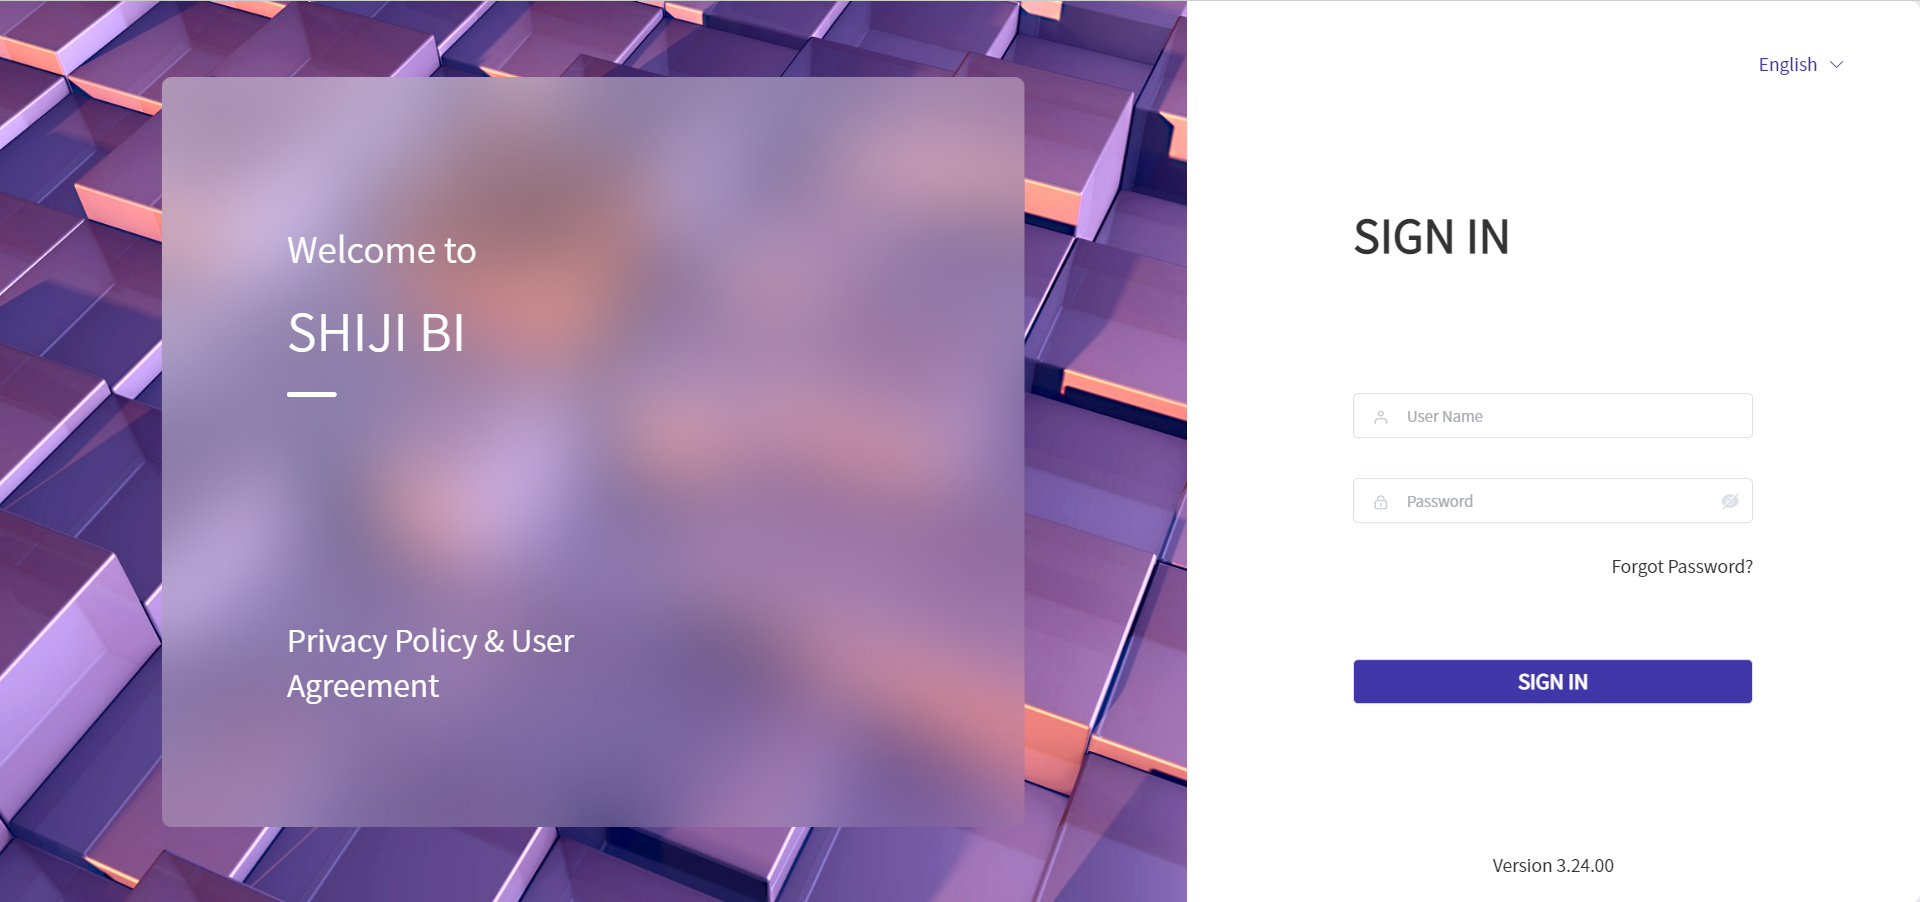 Welcome to
SHIJI BI
Privacy Policy & User
Agreement
English
SIGN IN
User Name
Password
Forgot Password?
SIGN IN
Version 3.24.00